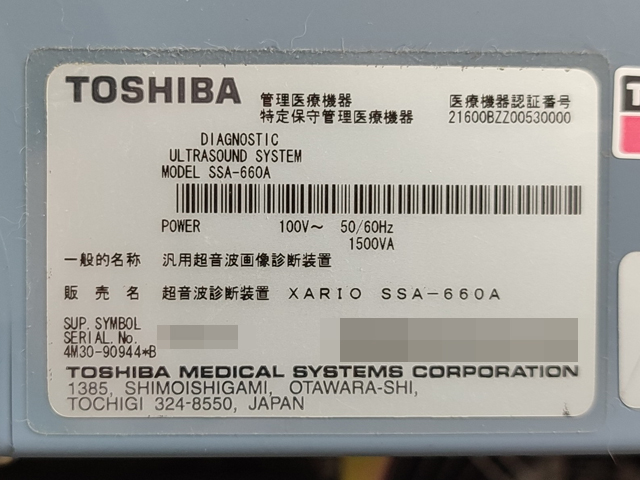 TOSHIBA
管理医療機器
特定保守管理医療機器
医療機器認証番号
21600BZZ00530000
DIAGNOSTIC
ULTRASOUND SYSTEM
MODEL SSA-660A
POWER 100V～ 50/60Hz
1500VA
一般的名称 汎用超音波画像診断装置
販売名 超音波診断装置 XARIO SSA-660A
SUP. SYMBOL
SERIAL. No.
4M30-90944*B
TOSHIBA MEDICAL SYSTEMS CORPORATION
1385, SHIMOISHIGAMI, OTAWARA-SHI,
TOCHIGI 324-8550, JAPAN